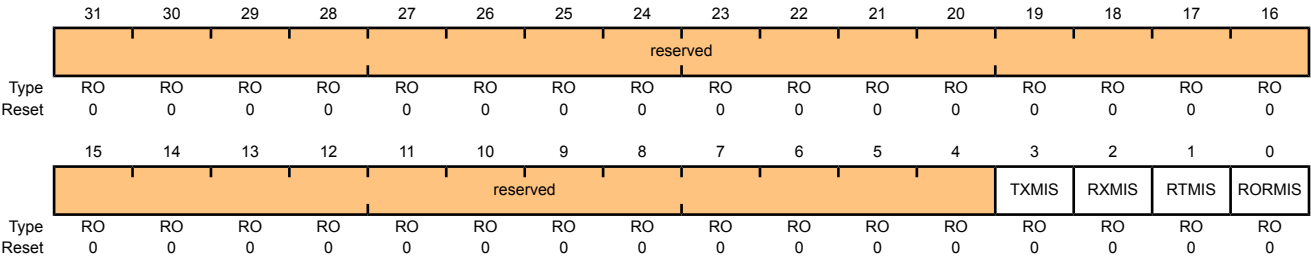 31 30 29 28 27 26 25 24 23 22 21 20 19 18 17 16
reserved
Type RO RO RO RO RO RO RO RO RO RO RO RO RO RO RO RO
Reset 0 0 0 0 0 0 0 0 0 0 0 0 0 0 0 0
15 14 13 12 11 10 9 8 7 6 5 4 3 2 1 0
reserved TXMIS RXMIS RTMIS RORMIS
Type RO RO RO RO RO RO RO RO RO RO RO RO RO RO RO RO
Reset 0 0 0 0 0 0 0 0 0 0 0 0 0 0 0 0